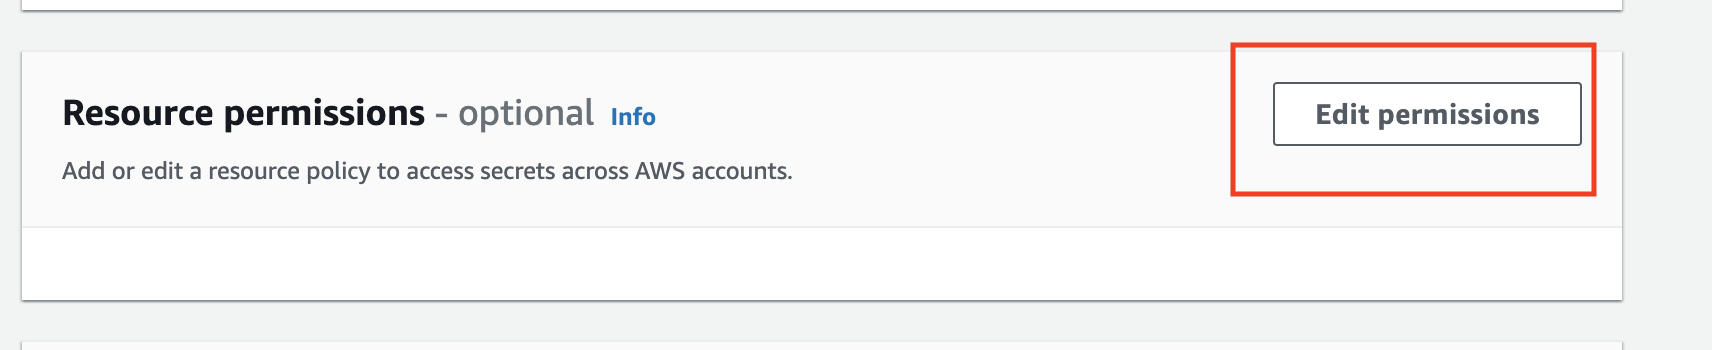 Resource permissions - optional Info
Edit permissions
Add or edit a resource policy to access secrets across AWS accounts.